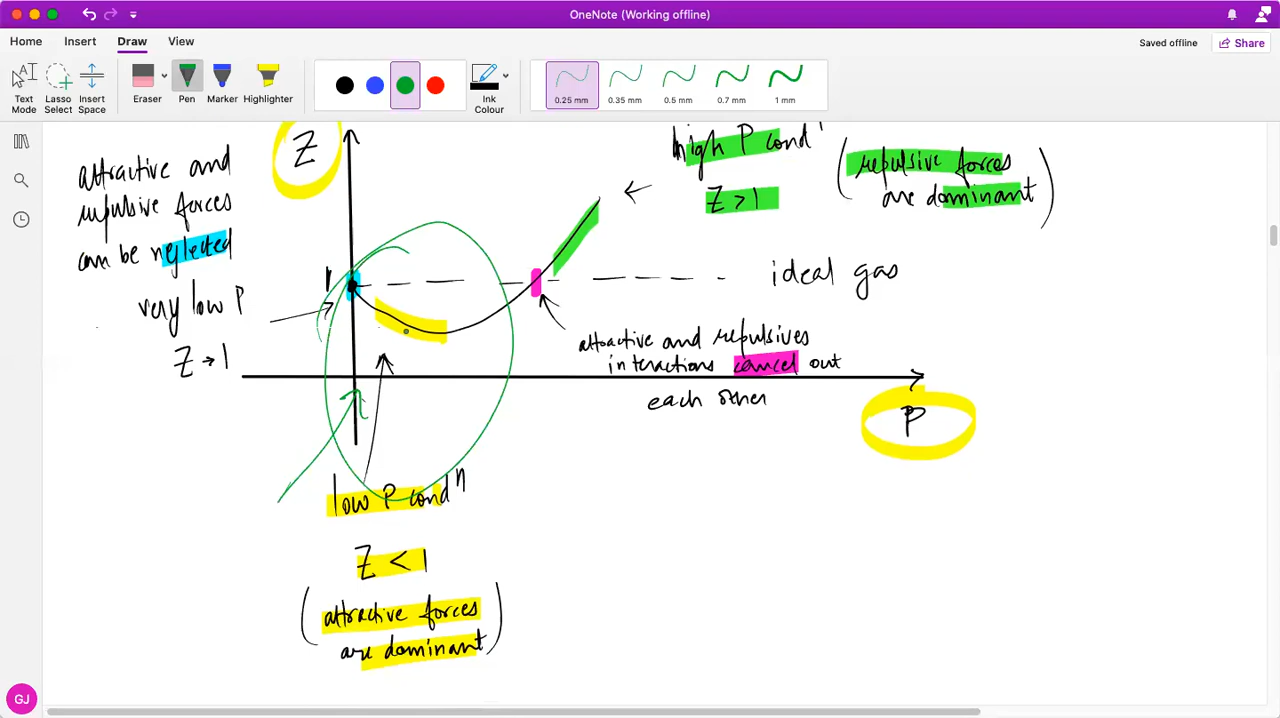 OneNote (Working offline)
Home Insert Draw View
Saved offline
Share
Text Mode
Lasso Select
Insert Space
Eraser
Pen
Marker
Highlighter
Ink Colour
0.25 mm
0.35 mm
0.5 mm
0.7 mm
1 mm
Z
attractive and
repulsive forces
can be neglected
very low P
Z → 1
1
high P cond'
Z > 1
(repulsive forces
are dominant)
ideal gas
attractive and repulsives
interactions cancel out
each other
P
low P condⁿ
Z < 1
(attractive forces
are dominant)
GJ